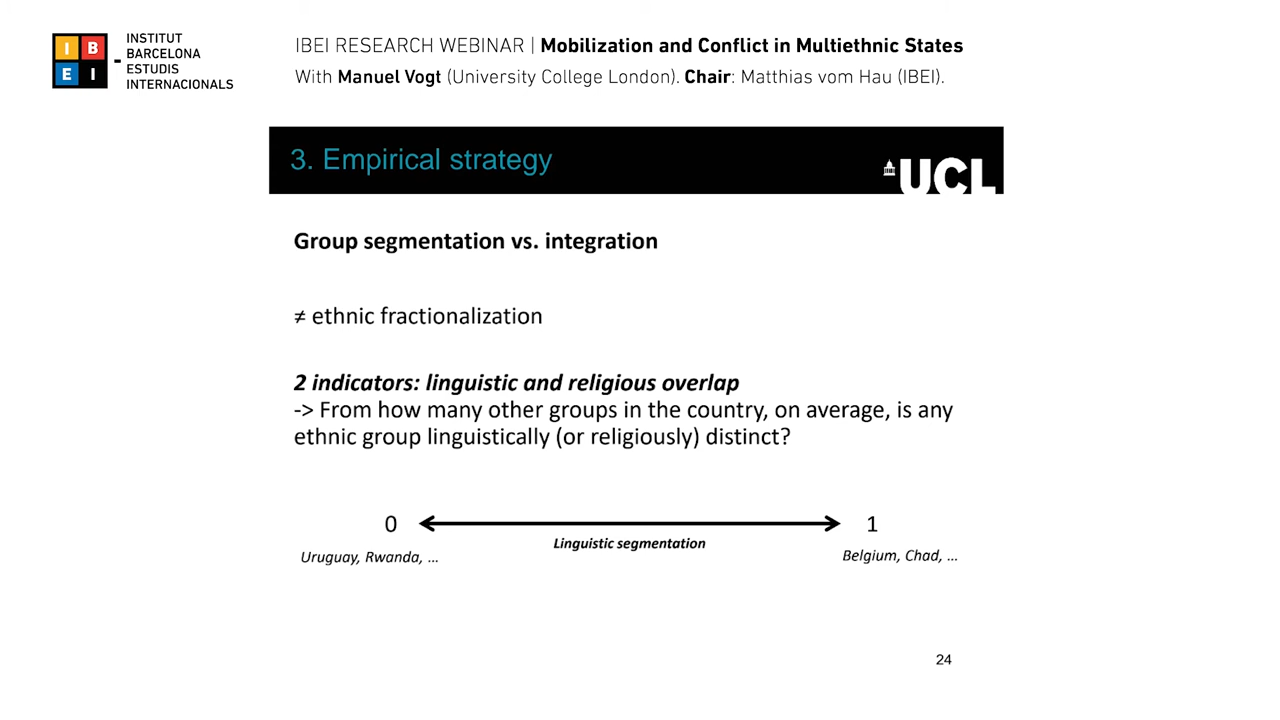 I B E I
INSTITUT
BARCELONA
ESTUDIS
INTERNACIONALS
IBEI RESEARCH WEBINAR | Mobilization and Conflict in Multiethnic States
With Manuel Vogt (University College London). Chair: Matthias vom Hau (IBEI).
3. Empirical strategy
UCL
Group segmentation vs. integration
≠ ethnic fractionalization
2 indicators: linguistic and religious overlap
-> From how many other groups in the country, on average, is any
ethnic group linguistically (or religiously) distinct?
0 1
Linguistic segmentation
Uruguay, Rwanda, ... Belgium, Chad, ...
24